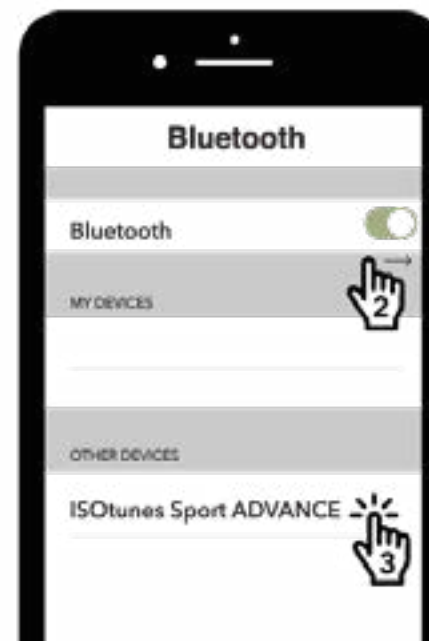 Bluetooth
Bluetooth
2
MY DEVICES
OTHER DEVICES
ISOtunes Sport ADVANCE
3